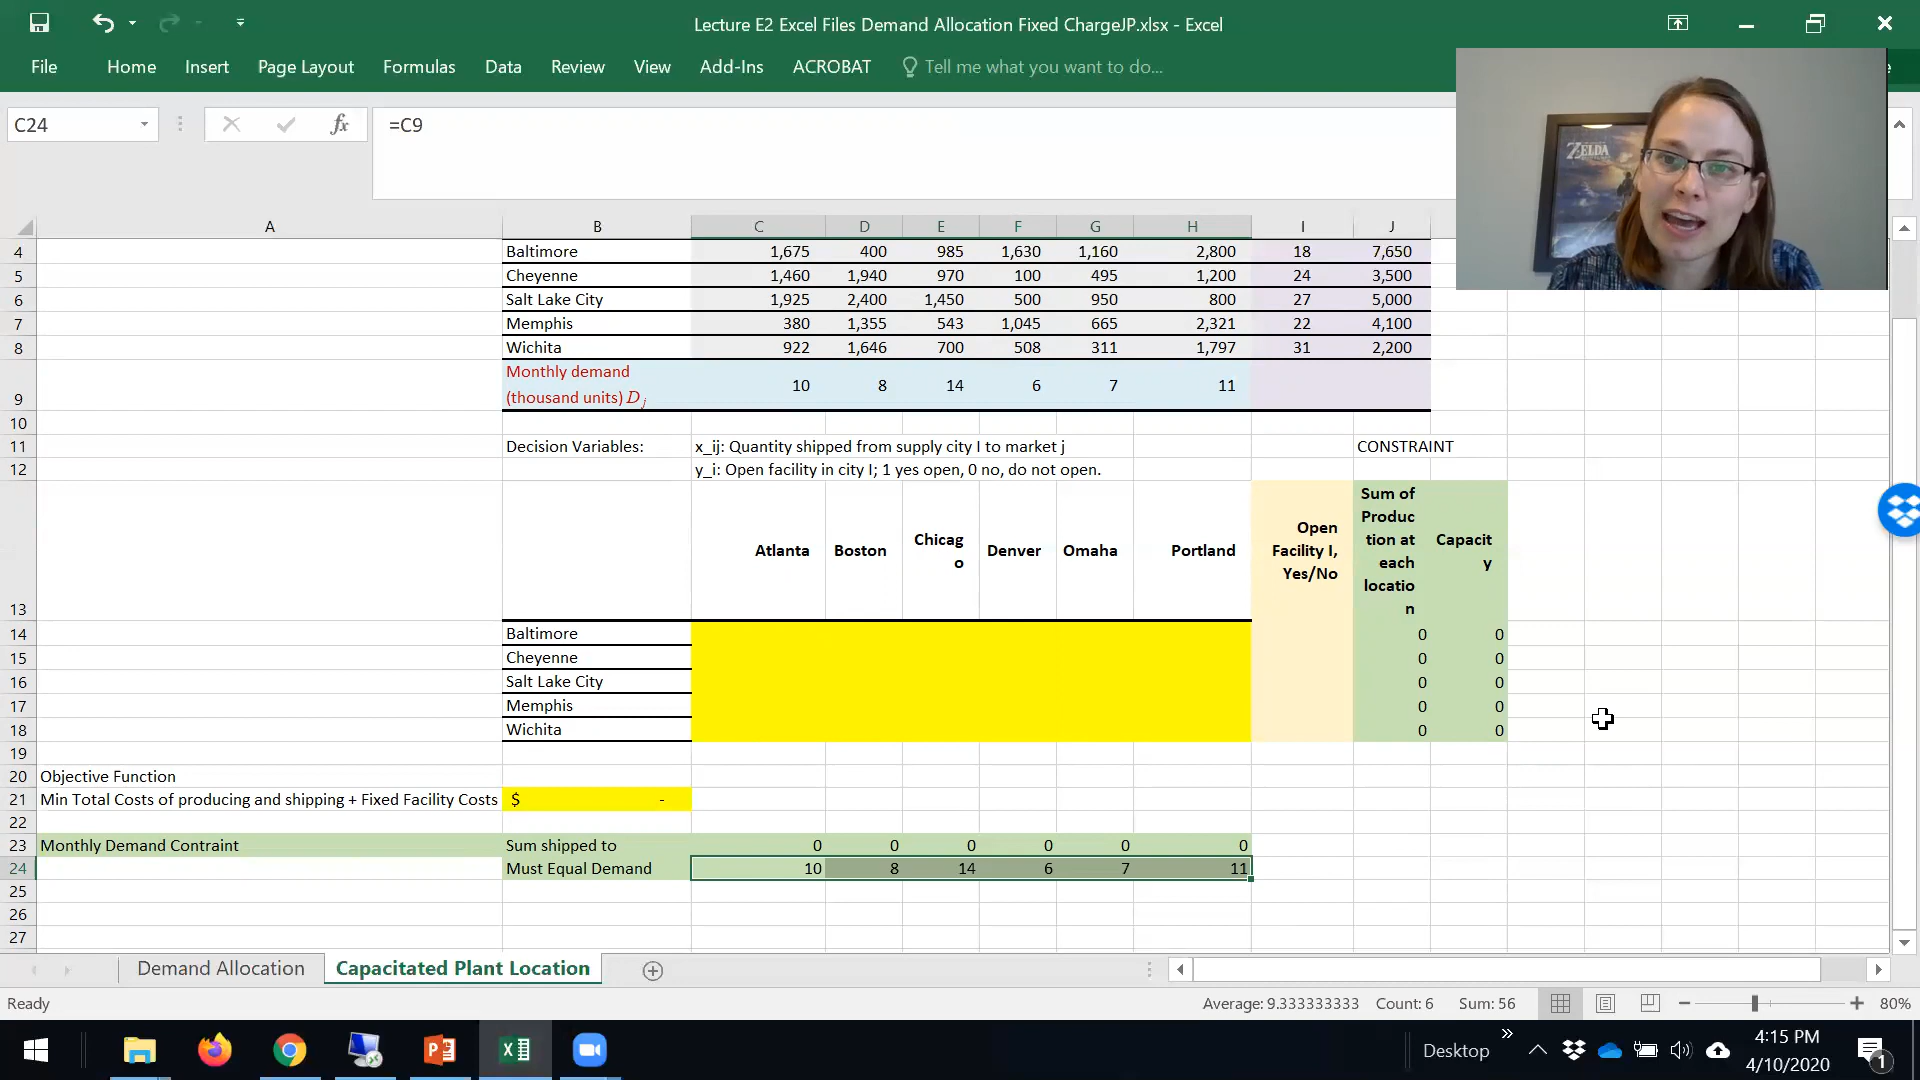 Lecture E2 Excel Files Demand Allocation Fixed ChargeJP.xlsx - Excel
File Home Insert Page Layout Formulas Data Review View Add-Ins ACROBAT Tell me what you want to do...
C24 fx =C9
ZELDA
A B C D E F G H I J
4 Baltimore 1,675 400 985 1,630 1,160 2,800 18 7,650
5 Cheyenne 1,460 1,940 970 100 495 1,200 24 3,500
6 Salt Lake City 1,925 2,400 1,450 500 950 800 27 5,000
7 Memphis 380 1,355 543 1,045 665 2,321 22 4,100
8 Wichita 922 1,646 700 508 311 1,797 31 2,200
Monthly demand
9 (thousand units) D j 10 8 14 6 7 11
10
11 Decision Variables: x_ij: Quantity shipped from supply city I to market j CONSTRAINT
12 y_i: Open facility in city I; 1 yes open, 0 no, do not open.
13 Atlanta Boston Chicag
o Denver Omaha Portland
Open
Facility I,
Yes/No
Sum of
Produc
tion at
each
locatio
n
Capacit
y
14 Baltimore 0 0
15 Cheyenne 0 0
16 Salt Lake City 0 0
17 Memphis 0 0
18 Wichita 0 0
19
20 Objective Function
21 Min Total Costs of producing and shipping + Fixed Facility Costs $ -
22
23 Monthly Demand Contraint Sum shipped to 0 0 0 0 0 0
24 Must Equal Demand 10 8 14 6 7 11
25
26
27
Demand Allocation Capacitated Plant Location
Ready Average: 9.333333333 Count: 6 Sum: 56 80%
Desktop 4:15 PM
4/10/2020 1